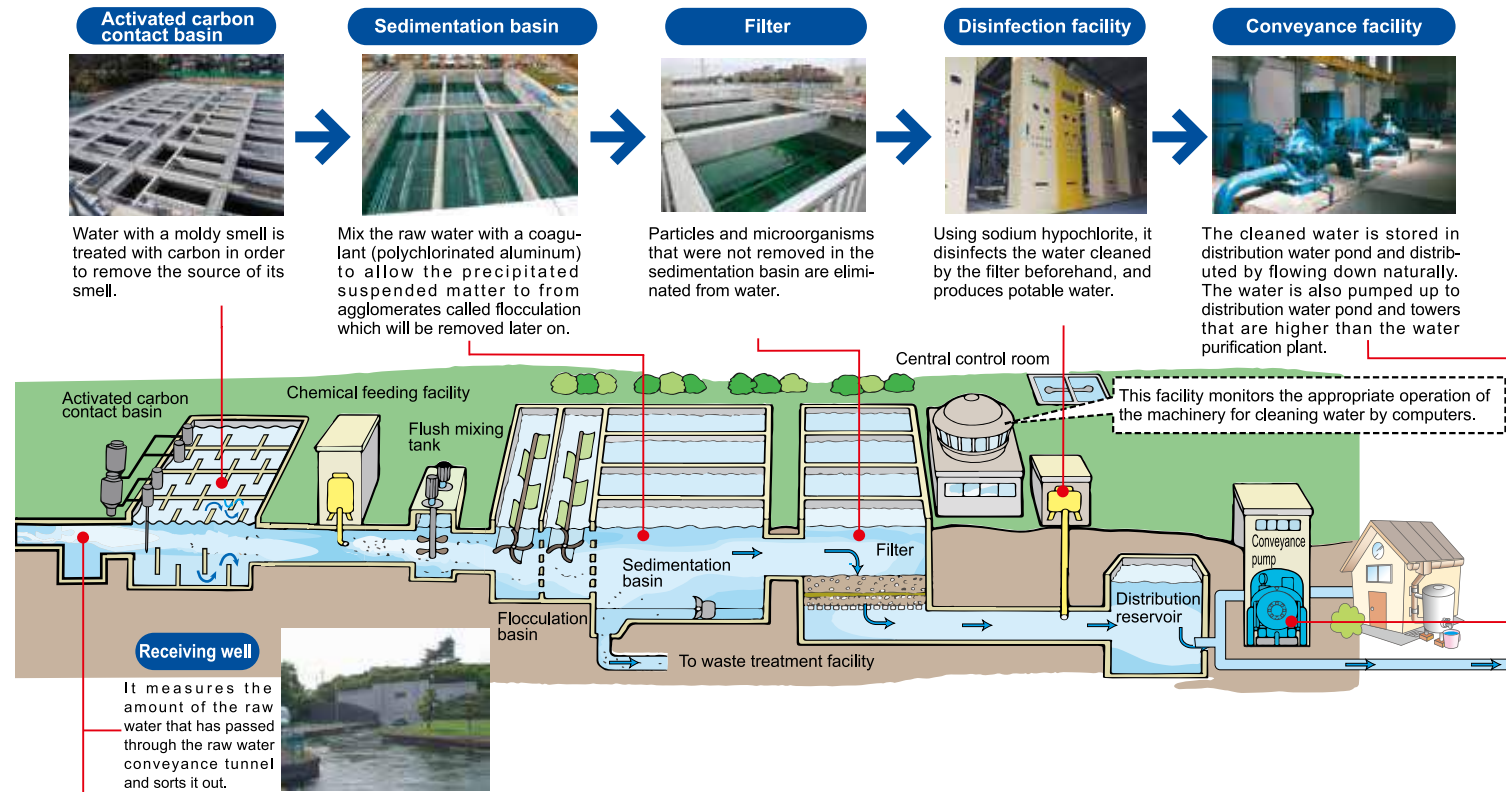 Activated carbon
contact basin
Sedimentation basin
Filter
Disinfection facility
Conveyance facility
Water with a moldy smell is
treated with carbon in order
to remove the source of its
smell.
Mix the raw water with a coagu-
lant (polychlorinated aluminum)
to allow the precipitated
suspended matter to from
agglomerates called flocculation
which will be removed later on.
Particles and microorganisms
that were not removed in the
sedimentation basin are elimi-
nated from water.
Using sodium hypochlorite, it
disinfects the water cleaned
by the filter beforehand, and
produces potable water.
The cleaned water is stored in
distribution water pond and distrib-
uted by flowing down naturally.
The water is also pumped up to
distribution water pond and towers
that are higher than the water
purification plant.
Activated carbon
contact basin
Chemical feeding facility
Flush mixing
tank
Central control room
This facility monitors the appropriate operation of
the machinery for cleaning water by computers.
Flocculation
basin
Sedimentation
basin
Filter
Distribution
reservoir
Conveyance
pump
To waste treatment facility
Receiving well
It measures the
amount of the raw
water that has passed
through the raw water
conveyance tunnel
and sorts it out.